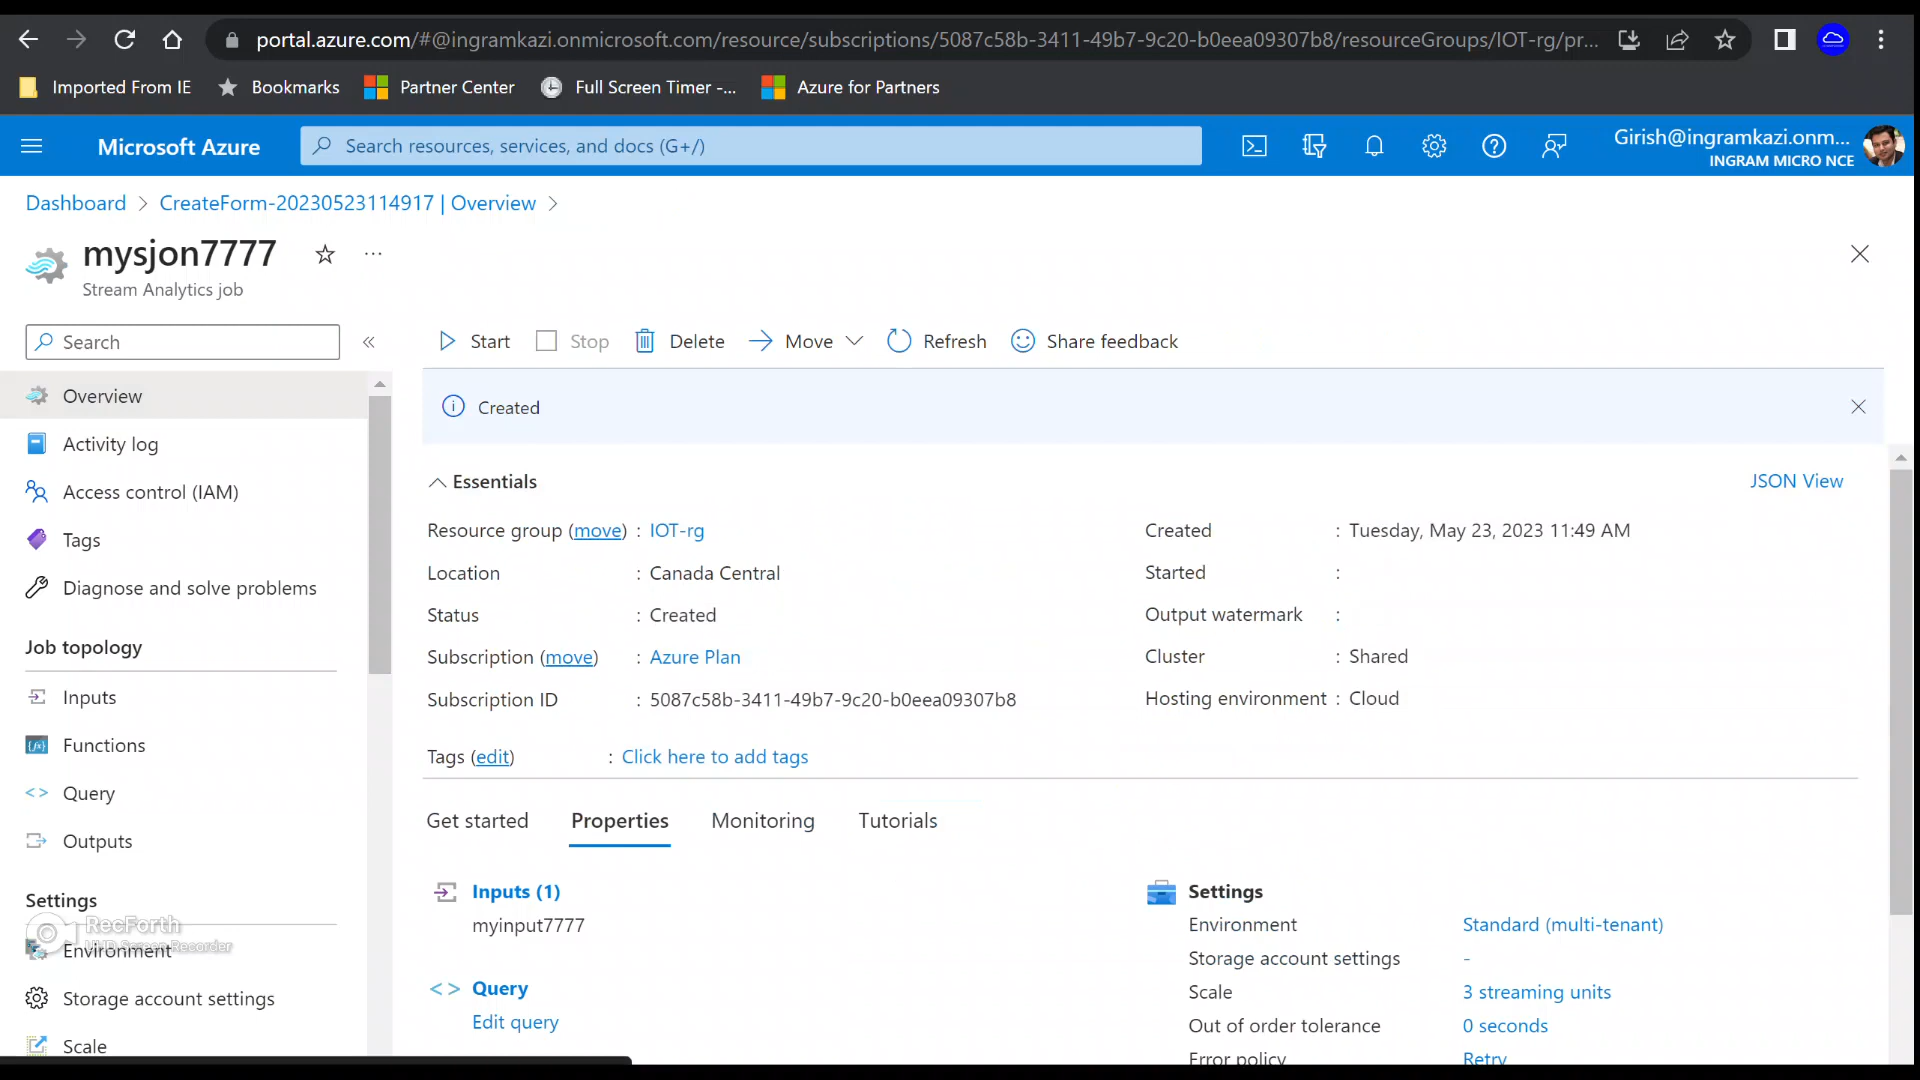 portal.azure.com/#@ingramkazi.onmicrosoft.com/resource/subscriptions/5087c58b-3411-49b7-9c20-b0eea09307b8/resourceGroups/IOT-rg/pr...
Imported From IE Bookmarks Partner Center Full Screen Timer -... Azure for Partners
Microsoft Azure
Search resources, services, and docs (G+/)
Girish@ingramkazi.onm...
INGRAM MICRO NCE
Dashboard > CreateForm-20230523114917 | Overview >
mysjon7777
Stream Analytics job
Search
Start Stop Delete Move Refresh Share feedback
Overview
Activity log
Access control (IAM)
Tags
Diagnose and solve problems
Job topology
Inputs
Functions
Query
Outputs
Settings
RecForth
UHD Screen Recorder
Environment
Storage account settings
Scale
Created
Essentials
JSON View
Resource group (move) : IOT-rg
Location : Canada Central
Status : Created
Subscription (move) : Azure Plan
Subscription ID : 5087c58b-3411-49b7-9c20-b0eea09307b8
Created : Tuesday, May 23, 2023 11:49 AM
Started :
Output watermark :
Cluster : Shared
Hosting environment : Cloud
Tags (edit) : Click here to add tags
Get started Properties Monitoring Tutorials
Inputs (1)
myinput7777
Query
Edit query
Settings
Environment Standard (multi-tenant)
Storage account settings -
Scale 3 streaming units
Out of order tolerance 0 seconds
Error policy Retry